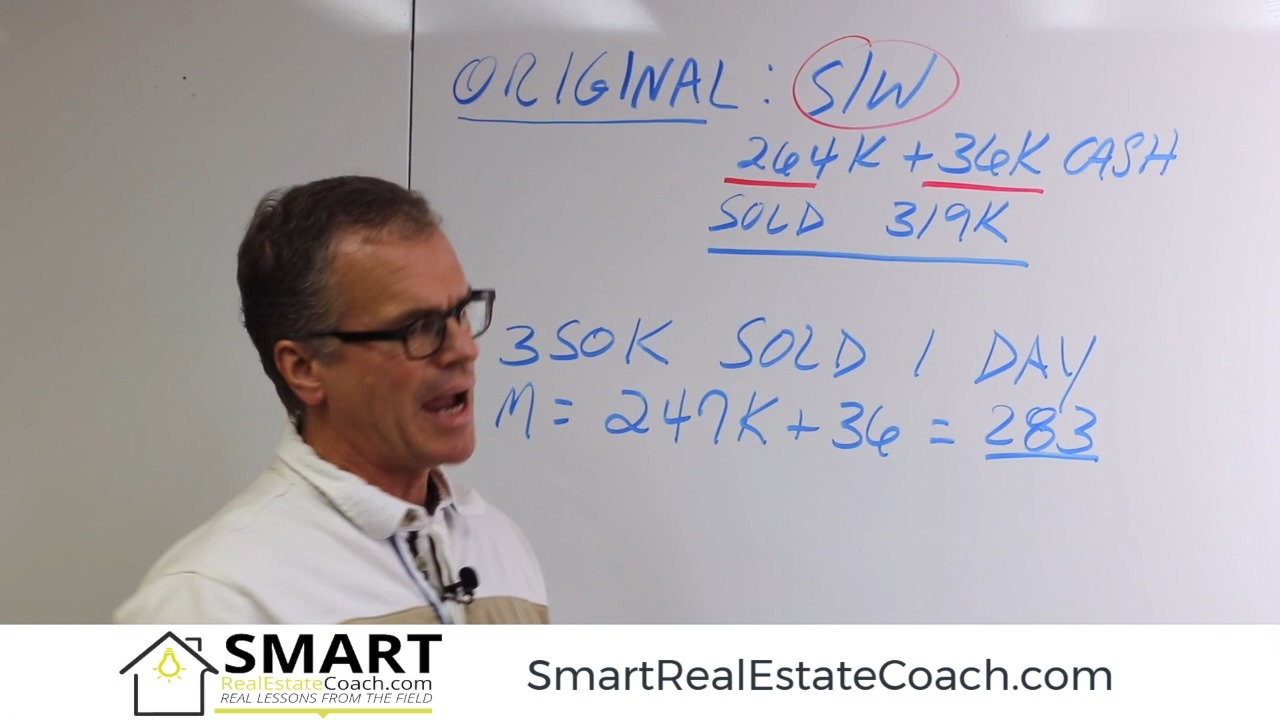 ORIGINAL: S/W
264K + 36K CASH
SOLD 319K
350K SOLD 1 DAY
M = 247K + 36 = 283
SMART
RealEstateCoach.com
REAL LESSONS FROM THE FIELD
SmartRealEstateCoach.com